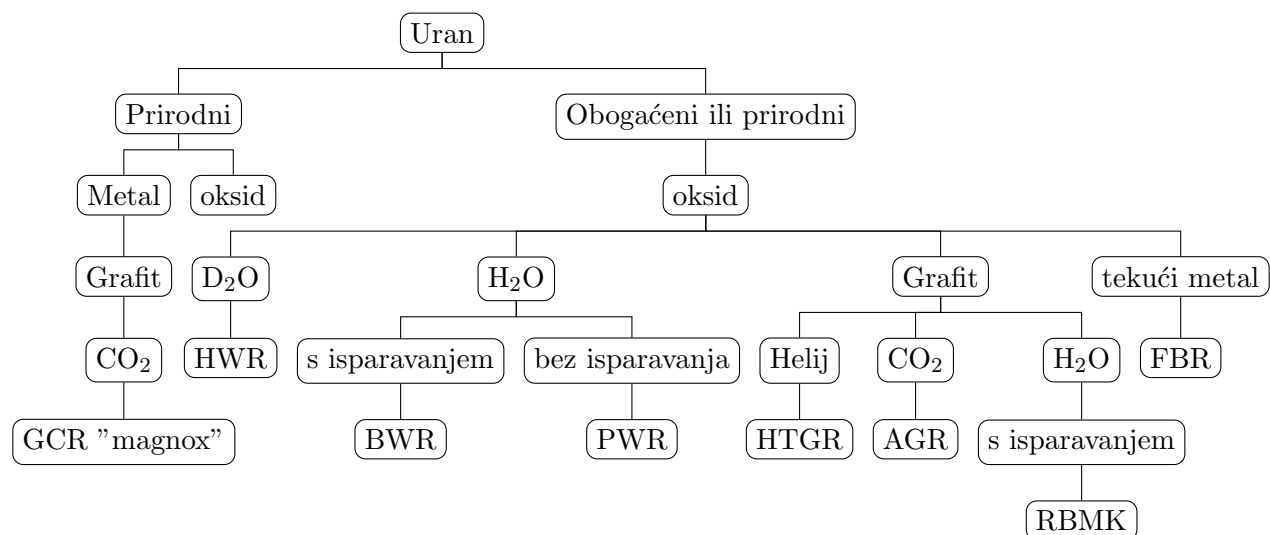 Uran
Prirodni
Obogaćeni ili prirodni
Metal
oksid
oksid
Grafit
D₂O
H₂O
Grafit
tekući metal
CO₂
HWR
s isparavanjem
bez isparavanja
Helij
CO₂
H₂O
FBR
GCR ”magnox”
BWR
PWR
HTGR
AGR
s isparavanjem
RBMK